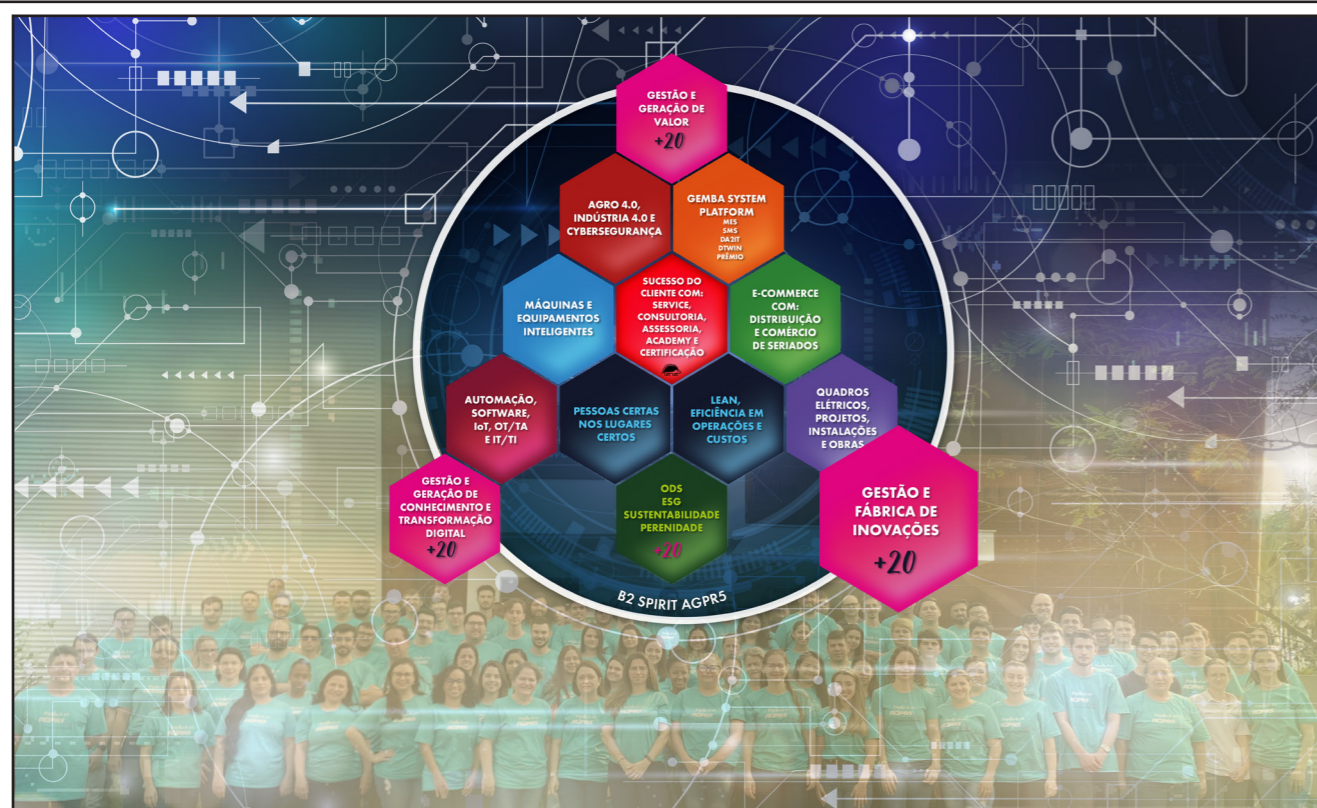 GESTÃO E
GERAÇÃO DE
VALOR
+20
AGRO 4.0,
INDÚSTRIA 4.0 E
CYBERSEGURANÇA
GEMBA SYSTEM
PLATFORM
MES
SMS
DA2IT
DTWIN
PRÊMIO
MÁQUINAS E
EQUIPAMENTOS
INTELIGENTES
SUCESSO DO
CLIENTE COM:
SERVICE,
CONSULTORIA,
ASSESSORIA,
ACADEMY E
CERTIFICAÇÃO
E-COMMERCE
COM:
DISTRIBUIÇÃO
E COMÉRCIO
DE SERIADOS
AUTOMAÇÃO,
SOFTWARE,
IoT, OT/TA
E IT/TI
PESSOAS CERTAS
NOS LUGARES
CERTOS
LEAN,
EFICIÊNCIA EM
OPERAÇÕES E
CUSTOS
QUADROS
ELÉTRICOS,
PROJETOS,
INSTALAÇÕES
E OBRAS
GESTÃO E
GERAÇÃO DE
CONHECIMENTO E
TRANSFORMAÇÃO
DIGITAL
+20
ODS
ESG
SUSTENTABILIDADE
PERENIDADE
+20
GESTÃO E
FÁBRICA DE
INOVAÇÕES
+20
B2 SPIRIT AGPR5